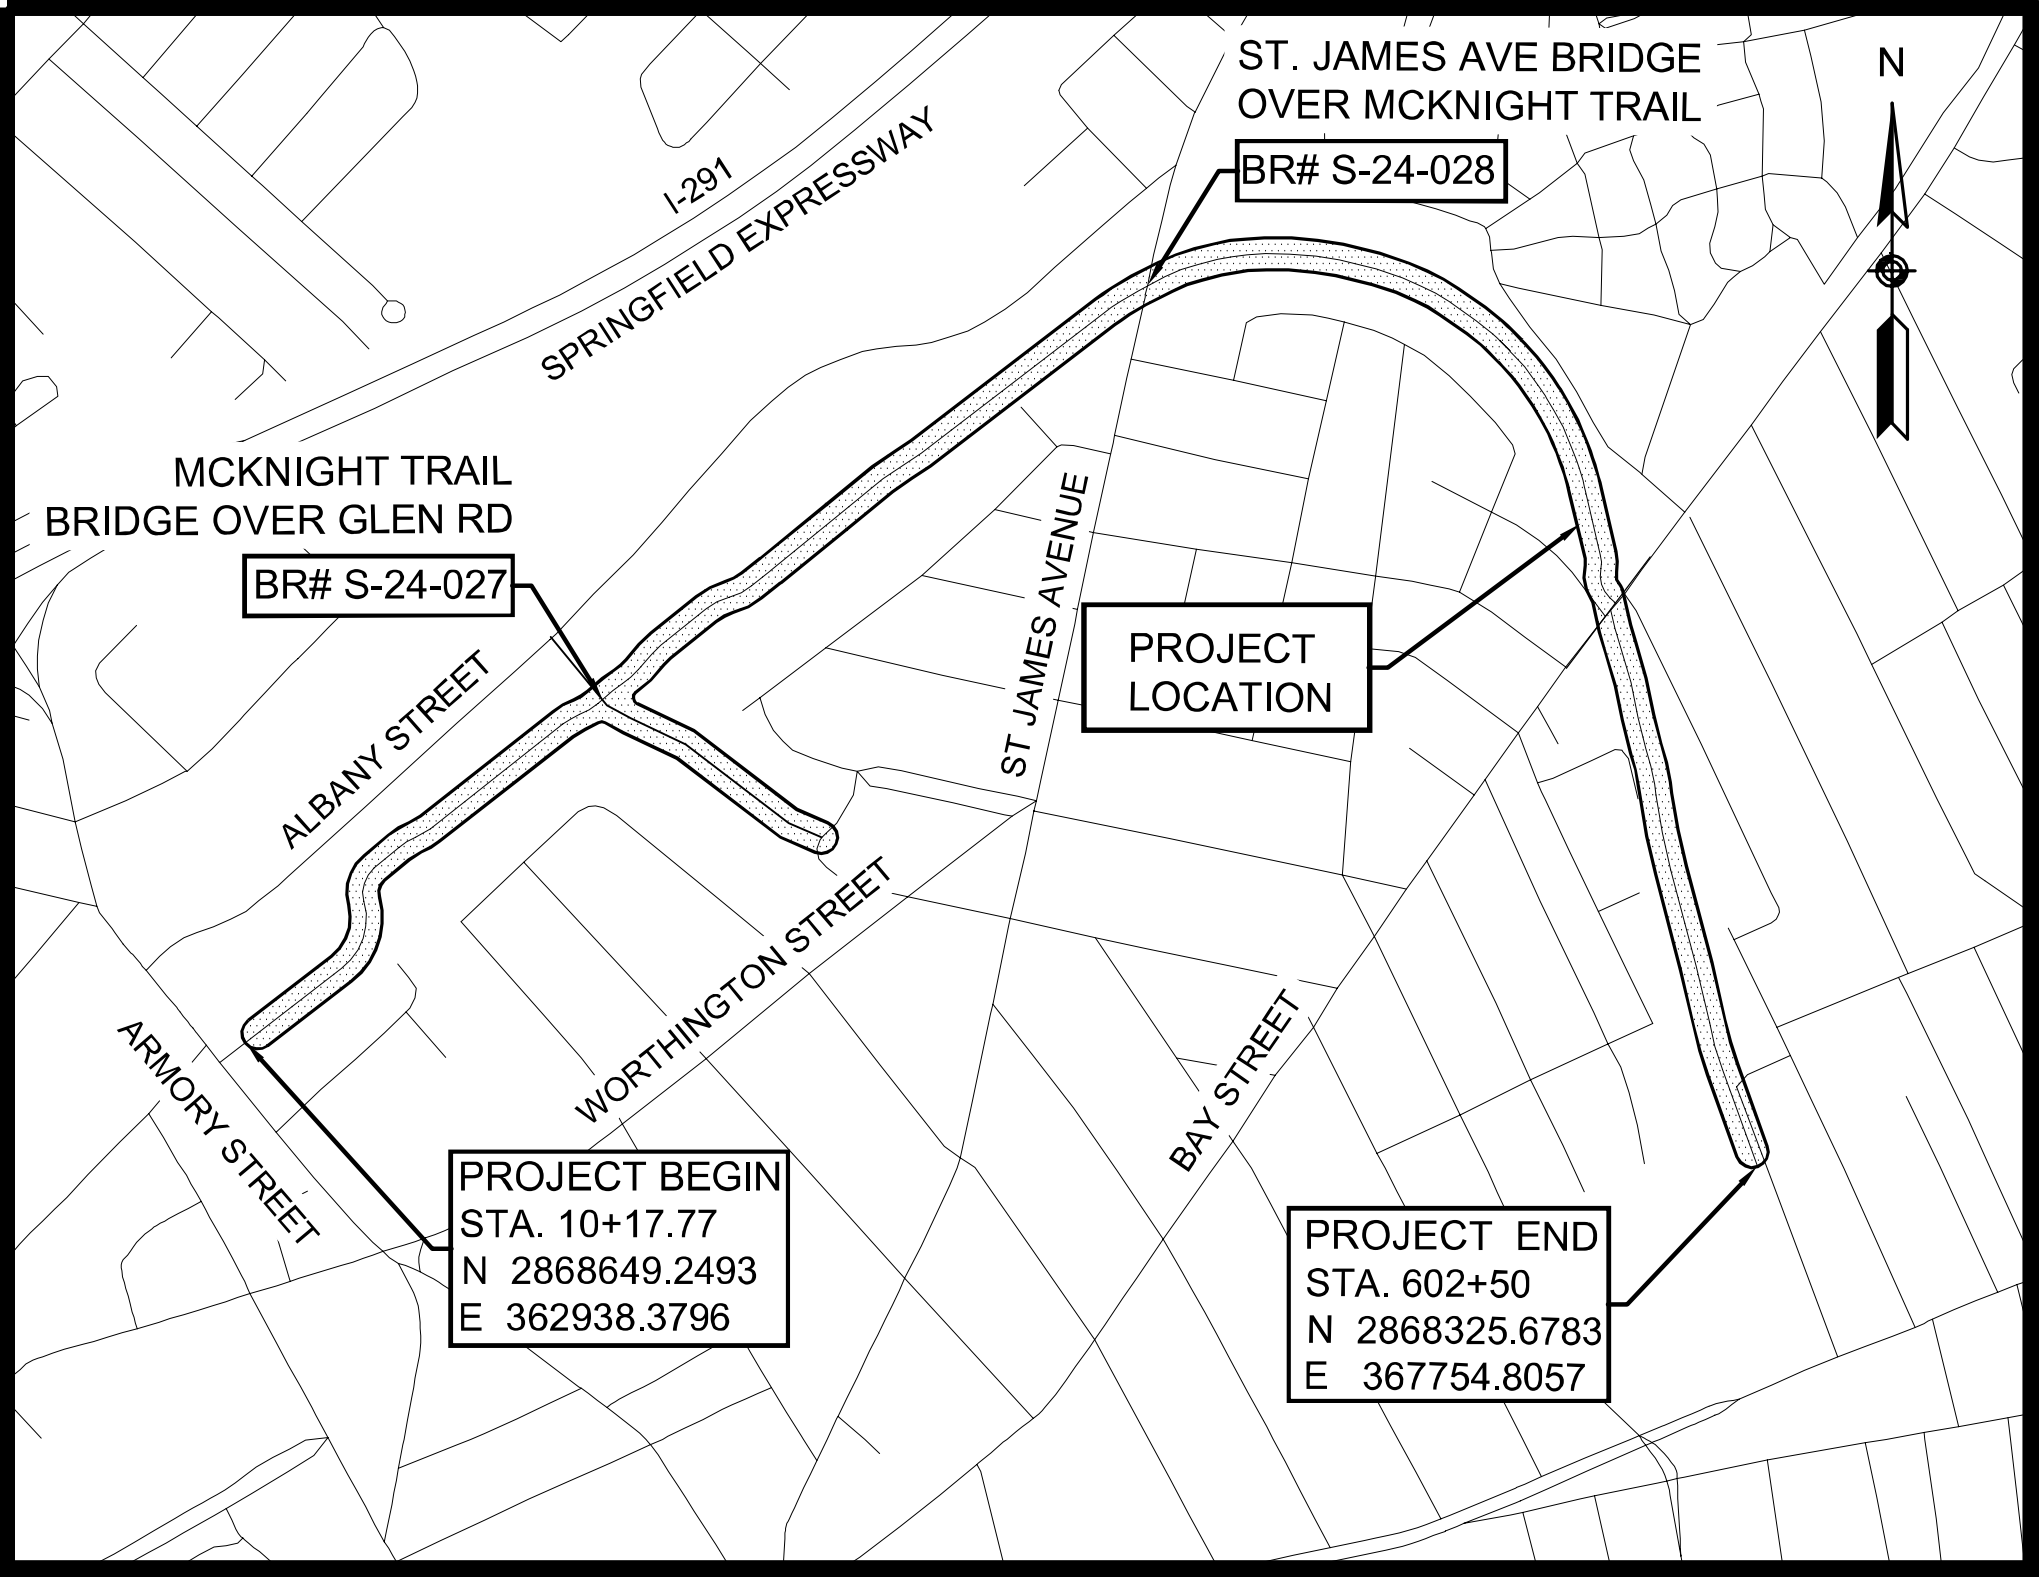 ST. JAMES AVE BRIDGE
OVER MCKNIGHT TRAIL
BR# S-24-028
N
I-291
SPRINGFIELD EXPRESSWAY
MCKNIGHT TRAIL
BRIDGE OVER GLEN RD
BR# S-24-027
ST JAMES AVENUE
PROJECT
LOCATION
ALBANY STREET
WORTHINGTON STREET
ARMORY STREET
BAY STREET
PROJECT BEGIN
STA. 10+17.77
N 2868649.2493
E 362938.3796
PROJECT END
STA. 602+50
N 2868325.6783
E 367754.8057